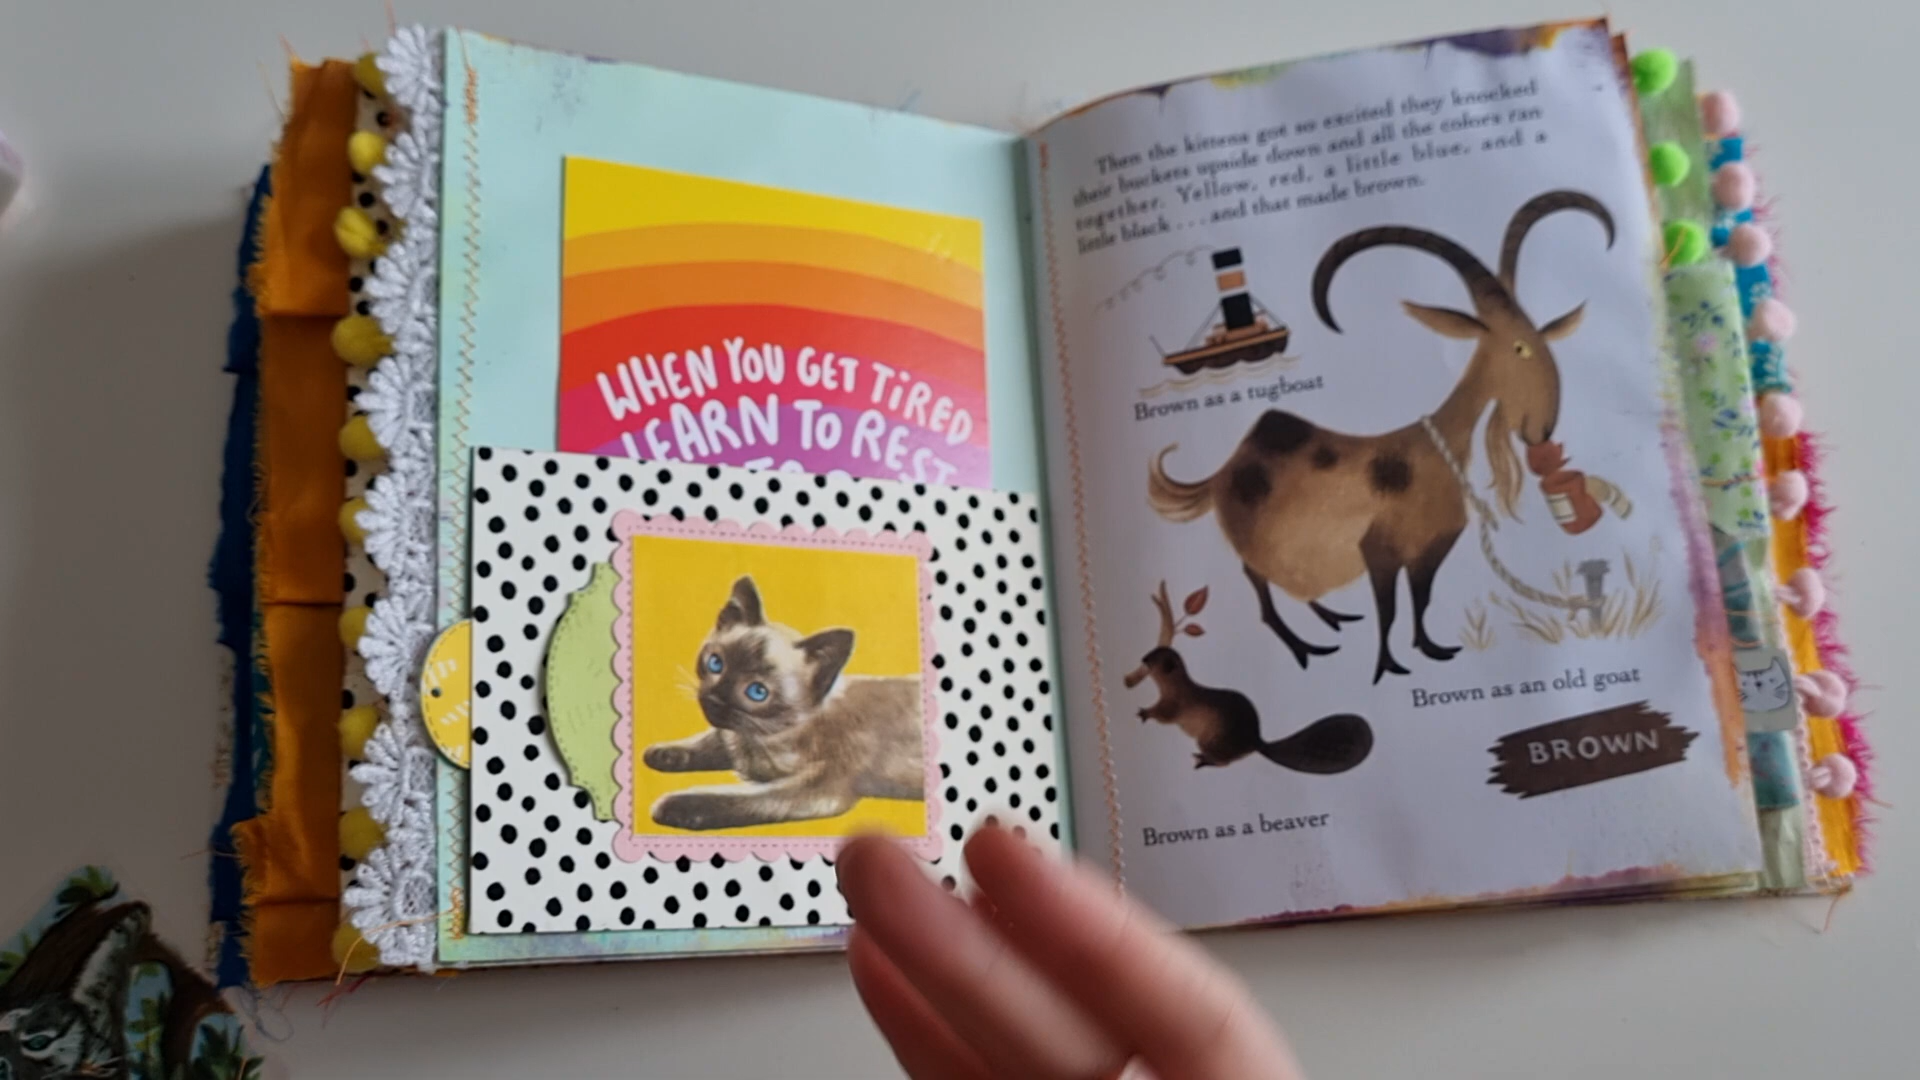 WHEN YOU GET TiRED
LEARN TO REST
Then the kittens got so excited they knocked
their buckets upside down and all the colors ran
together. Yellow, red, a little blue, and a
little black . . . and that made brown.
Brown as a tugboat
Brown as an old goat
BROWN
Brown as a beaver